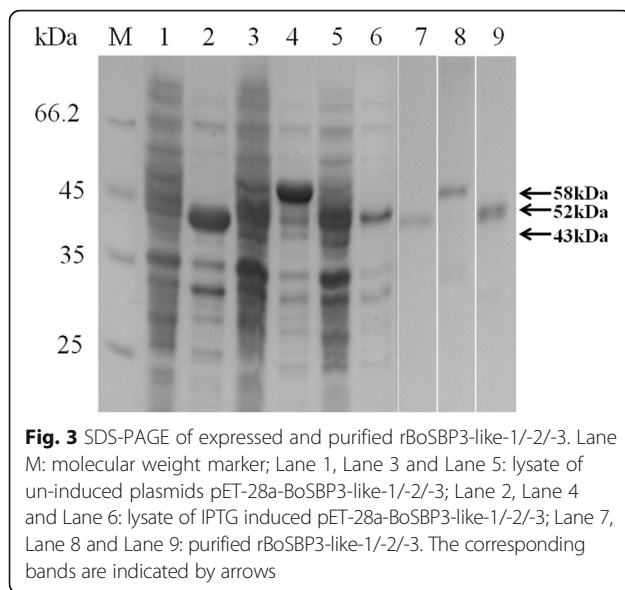 kDa M 1 2 3 4 5 6 7 8 9
66.2
45
35
25
58kDa
52kDa
43kDa
Fig. 3 SDS-PAGE of expressed and purified rBoSBP3-like-1/-2/-3. Lane
M: molecular weight marker; Lane 1, Lane 3 and Lane 5: lysate of
un-induced plasmids pET-28a-BoSBP3-like-1/-2/-3; Lane 2, Lane 4
and Lane 6: lysate of IPTG induced pET-28a-BoSBP3-like-1/-2/-3; Lane 7,
Lane 8 and Lane 9: purified rBoSBP3-like-1/-2/-3. The corresponding
bands are indicated by arrows